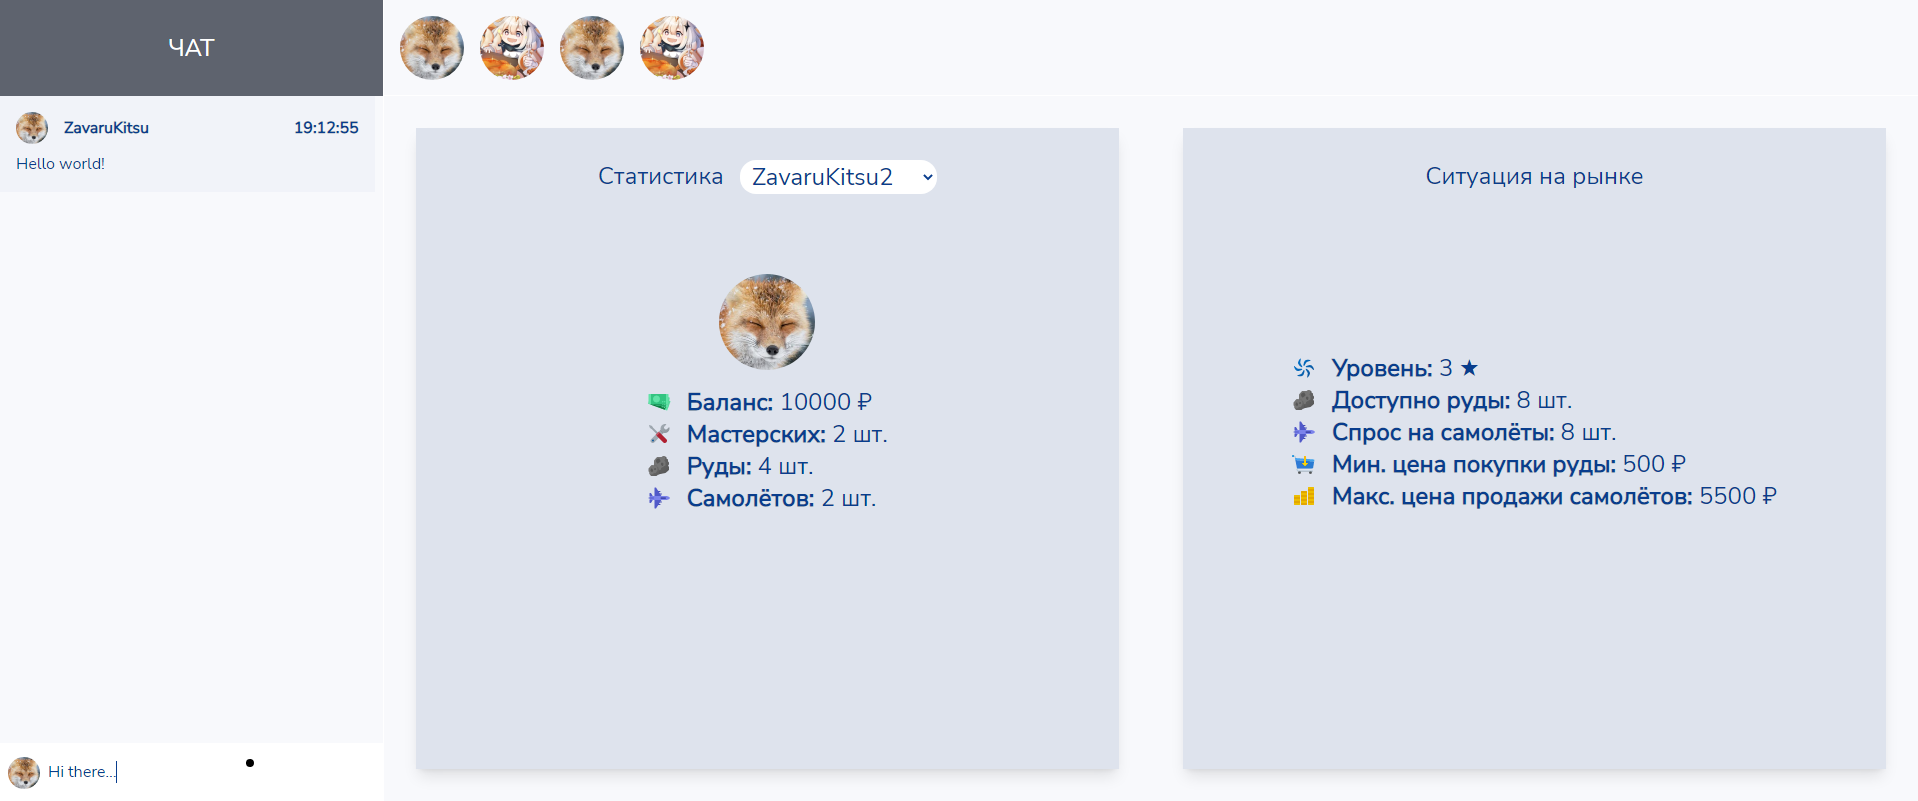 ЧАТ
ZavaruKitsu 19:12:55
Hello world!
Hi there...
Статистика ZavaruKitsu2
Баланс: 10000 ₽
Мастерских: 2 шт.
Руды: 4 шт.
Самолётов: 2 шт.
Ситуация на рынке
Уровень: 3 ★
Доступно руды: 8 шт.
Спрос на самолёты: 8 шт.
Мин. цена покупки руды: 500 ₽
Макс. цена продажи самолётов: 5500 ₽